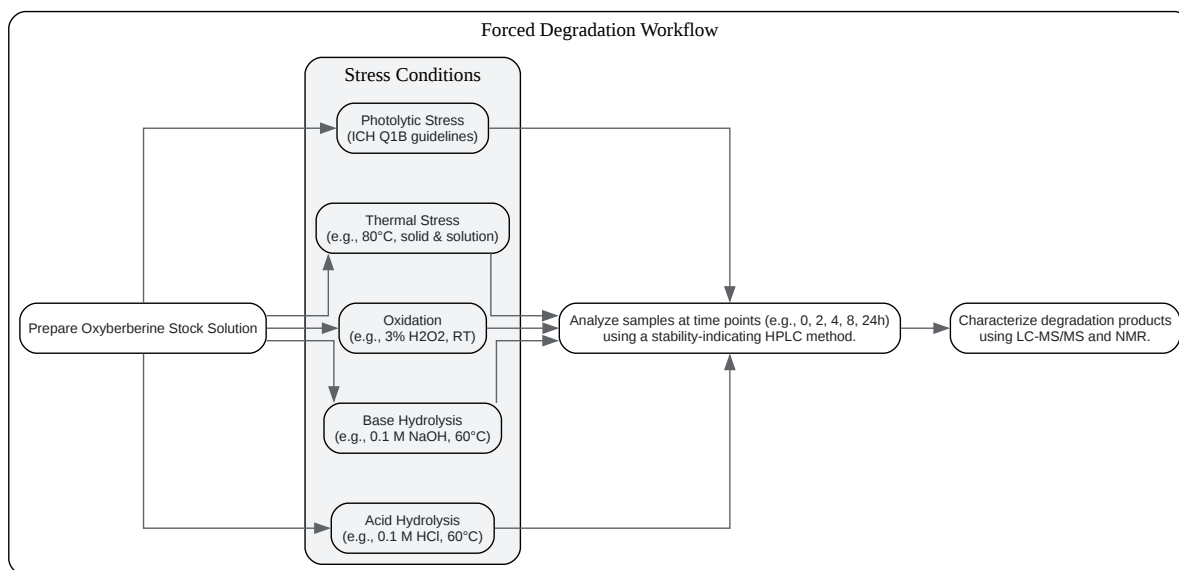 Forced Degradation Workflow
Stress Conditions
Photolytic Stress
(ICH Q1B guidelines)
Thermal Stress
(e.g., 80°C, solid & solution)
Prepare Oxyberberine Stock Solution
Oxidation
(e.g., 3% H2O2, RT)
Analyze samples at time points (e.g., 0, 2, 4, 8, 24h)
using a stability-indicating HPLC method.
Characterize degradation products
using LC-MS/MS and NMR.
Base Hydrolysis
(e.g., 0.1 M NaOH, 60°C)
Acid Hydrolysis
(e.g., 0.1 M HCl, 60°C)